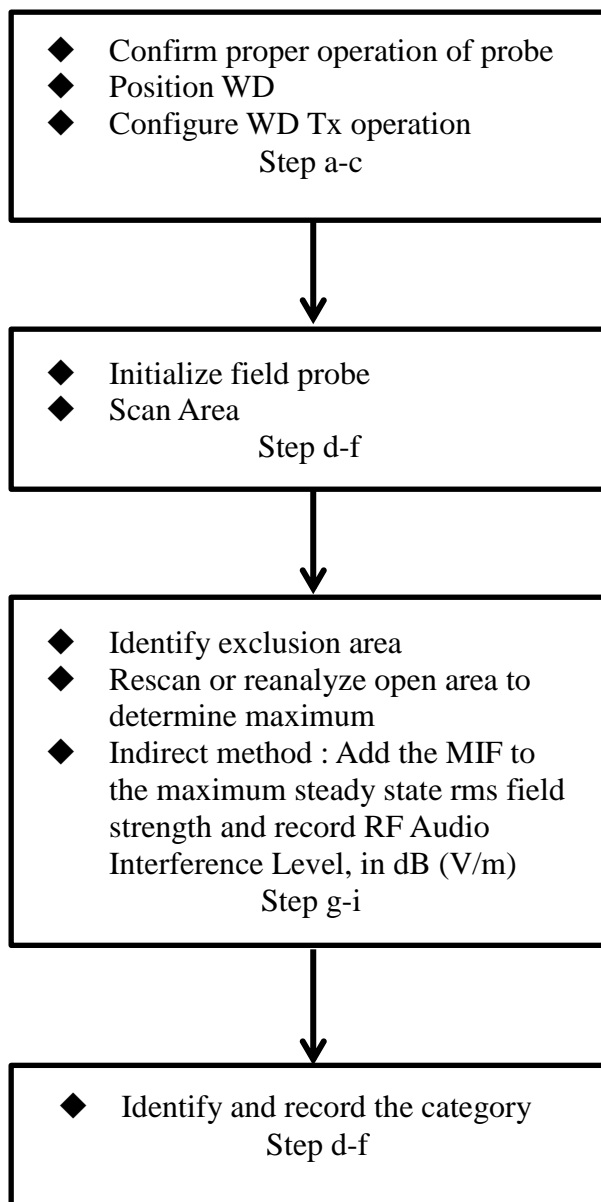 ◆ Confirm proper operation of probe
◆ Position WD
◆ Configure WD Tx operation
Step a-c
◆ Initialize field probe
◆ Scan Area
Step d-f
◆ Identify exclusion area
◆ Rescan or reanalyze open area to
determine maximum
◆ Indirect method : Add the MIF to
the maximum steady state rms field
strength and record RF Audio
Interference Level, in dB (V/m)
Step g-i
◆ Identify and record the category
Step d-f